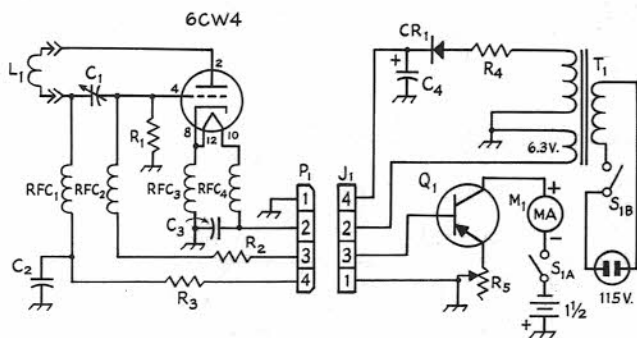 6CW4
L1
C1
2
4
8
12
10
R1
RFC1
RFC2
RFC3
RFC4
C3
C2
R2
R3
P1
1
2
3
4
J1
4
2
3
1
CR1
+
C4
R4
T1
6.3V.
Q1
+
M1
MA
−
S1A
S1B
R5
+
1½
115V.